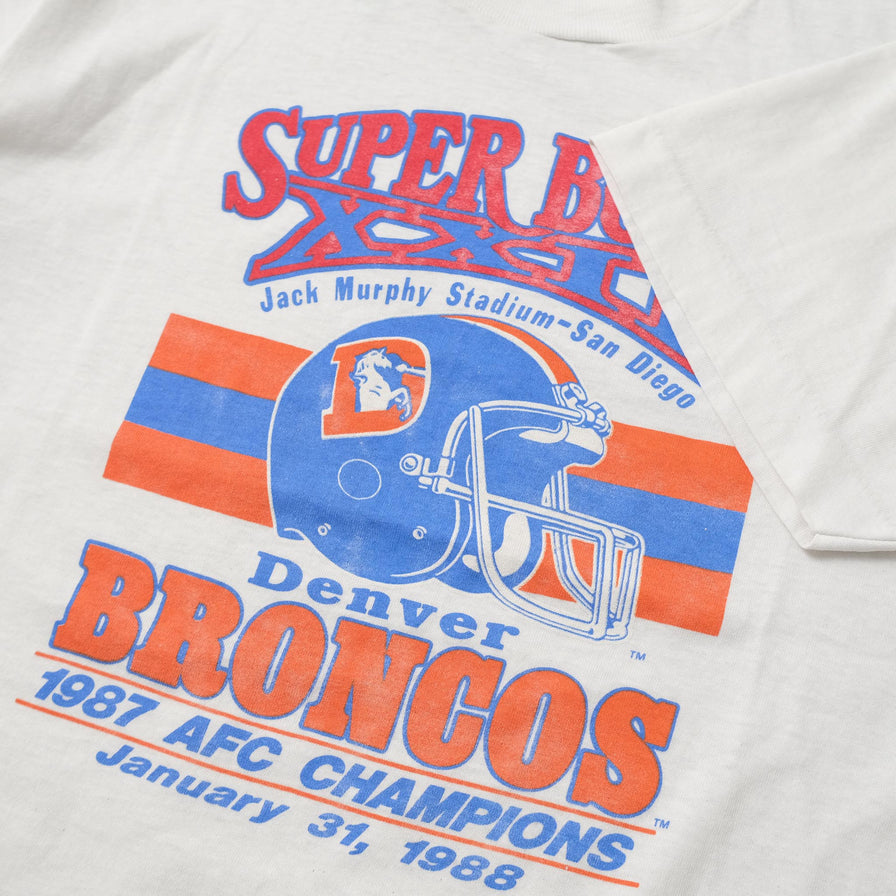 SUPER
Jack Murphy Stadium-San Diego
D
Denver
TM
BRONCOS
TM
1987 AFC CHAMPIONS
January 31, 1988